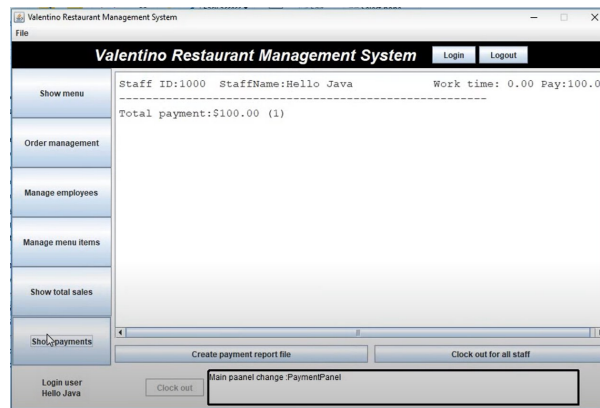 Valentino Restaurant Management System
File
Valentino Restaurant Management System
Login
Logout
Show menu
Order management
Manage employees
Manage menu items
Show total sales
Show payments
Staff ID:1000 StaffName:Hello Java Work time: 0.00 Pay:100.0
Total payment:$100.00 (1)
Create payment report file
Clock out for all staff
Login user
Hello Java
Clock out
Main paanel change :PaymentPanel